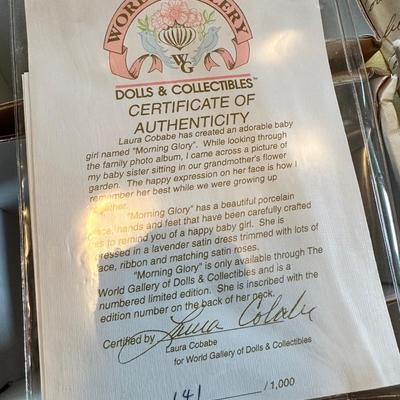 WORLD GALLERY
WG
DOLLS & COLLECTIBLES™
CERTIFICATE OF
AUTHENTICITY
Laura Cobabe has created an adorable baby
girl named "Morning Glory". While looking through
the family photo album, I came across a picture of
my baby sister sitting in our grandmother's flower
garden. The happy expression on her face is how I
remember her best while we were growing up
together.
"Morning Glory" has a beautiful porcelain
face, hands and feet that have been carefully crafted
to remind you of a happy baby girl. She is
dressed in a lavender satin dress trimmed with lots of
lace, ribbon and matching satin roses.
"Morning Glory" is only available through The
World Gallery of Dolls & Collectibles and is a
numbered limited edition. She is inscribed with the
edition number on the back of her neck.
Certified by Laura Cobabe
Laura Cobabe
for World Gallery of Dolls & Collectibles
141 /1,000